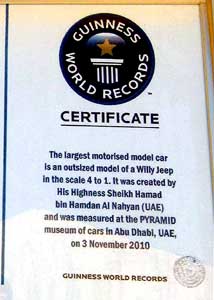 GUINNESS
WORLD RECORDS
CERTIFICATE
The largest motorised model car
is an outsized model of a Willy Jeep
in the scale 4 to 1. It was created by
His Highness Sheikh Hamad
bin Hamdan Al Nahyan (UAE)
and was measured at the PYRAMID
museum of cars in Abu Dhabi, UAE,
on 3 November 2010
GUINNESS WORLD RECORDS